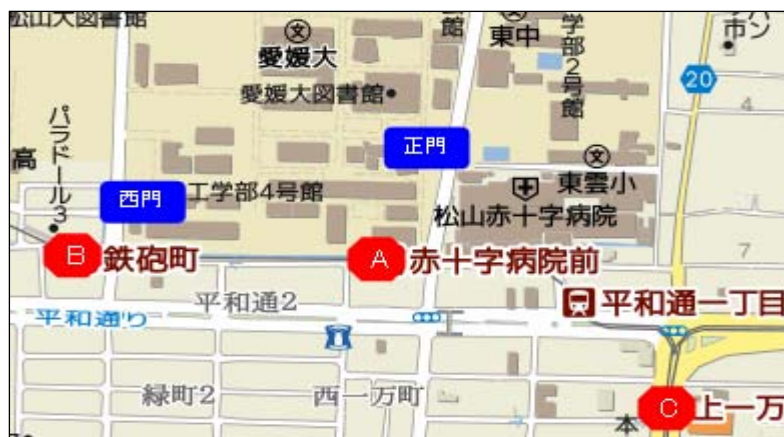 松山大図書館
館
文
愛媛大
愛媛大図書館
文
東中
学部2号館
20
4
パラドール3
高
正門
西門
工学部4号館
文
東雲小
松山赤十字病院
B
鉄砲町
A
赤十字病院前
7
平和通2
平和通り
平和通一丁目
緑町2
西一万町
C
上一万
本